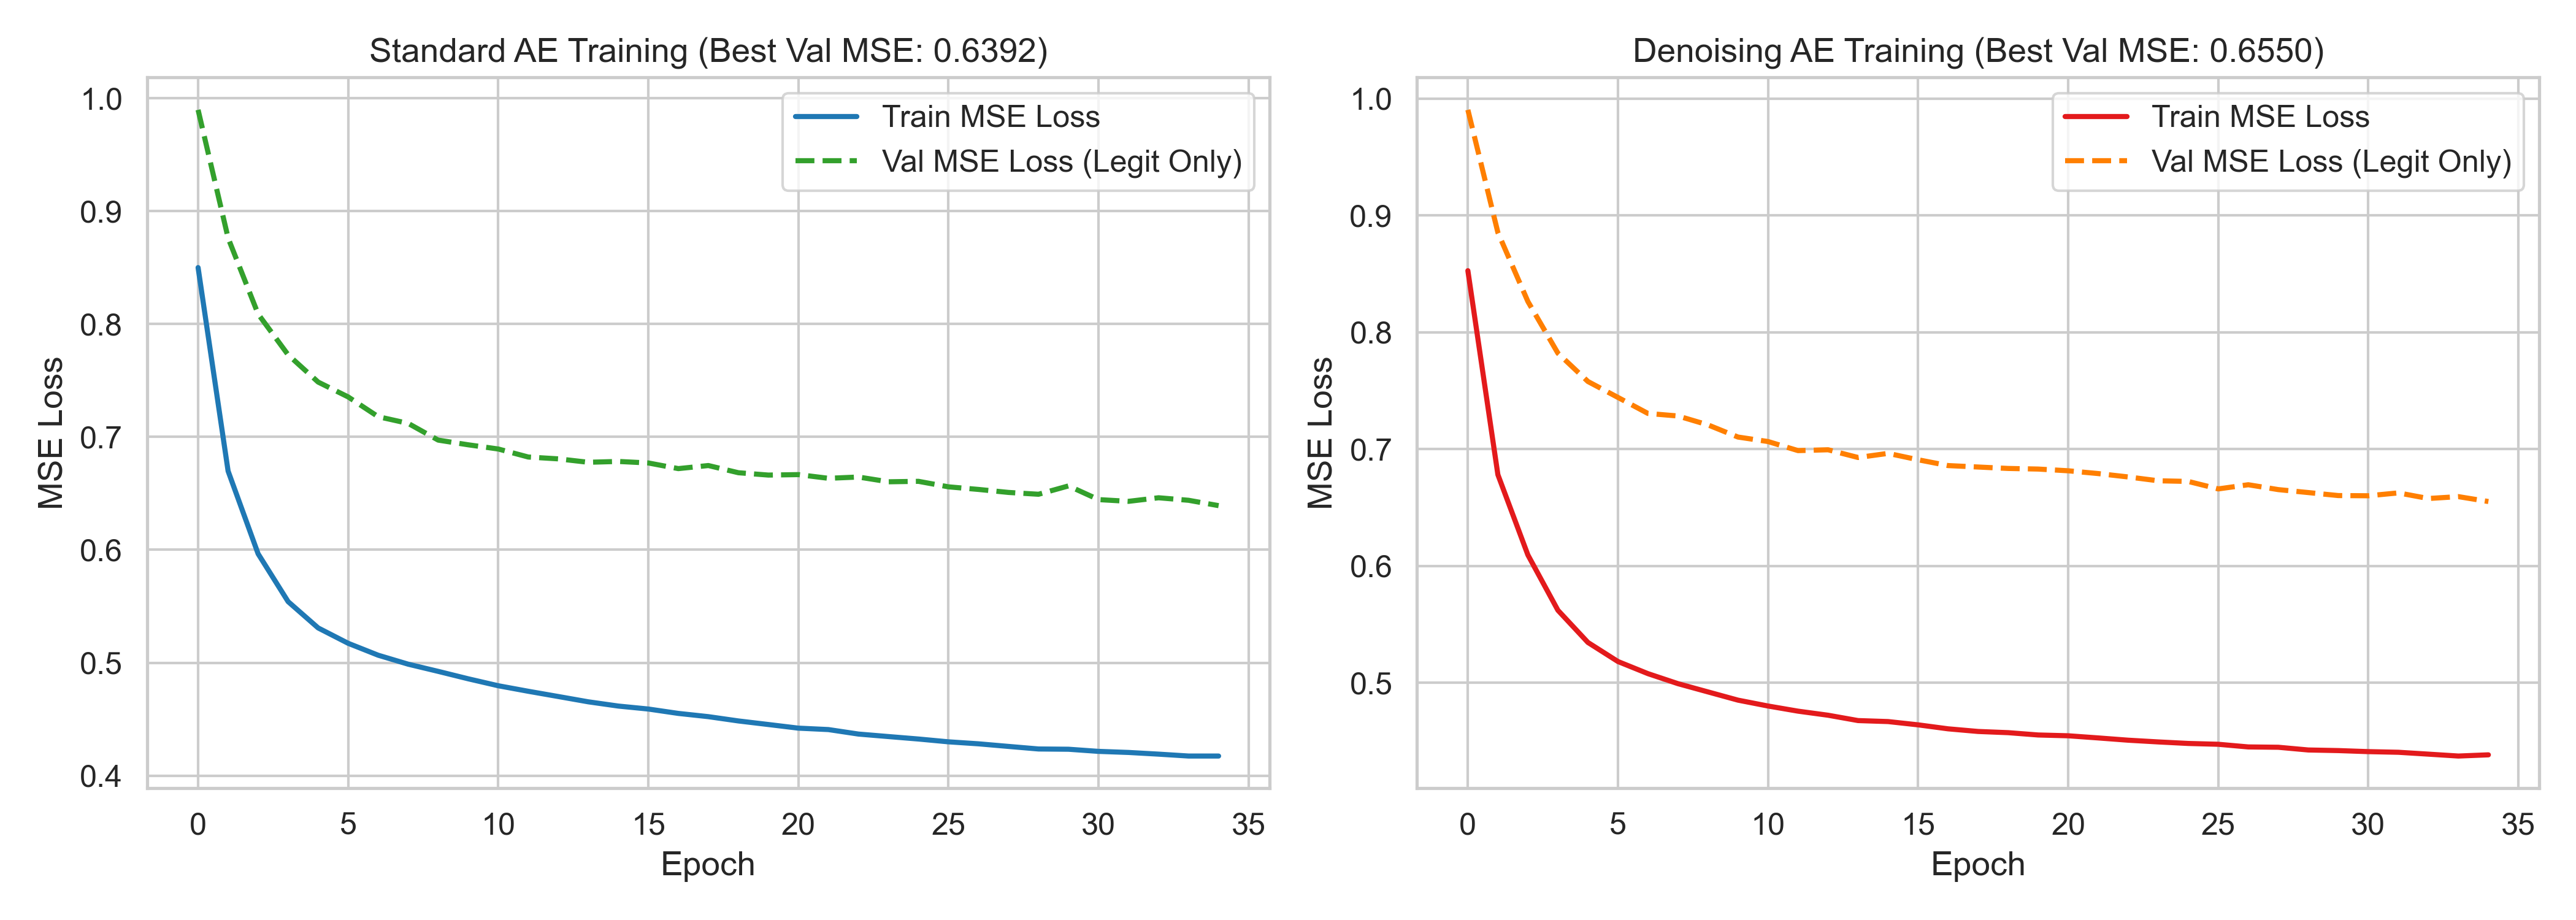 Standard AE Training (Best Val MSE: 0.6392)
Train MSE Loss
Val MSE Loss (Legit Only)
MSE Loss
1.0
0.9
0.8
0.7
0.6
0.5
0.4
0 5 10 15 20 25 30 35
Epoch
Denoising AE Training (Best Val MSE: 0.6550)
Train MSE Loss
Val MSE Loss (Legit Only)
MSE Loss
1.0
0.9
0.8
0.7
0.6
0.5
0 5 10 15 20 25 30 35
Epoch